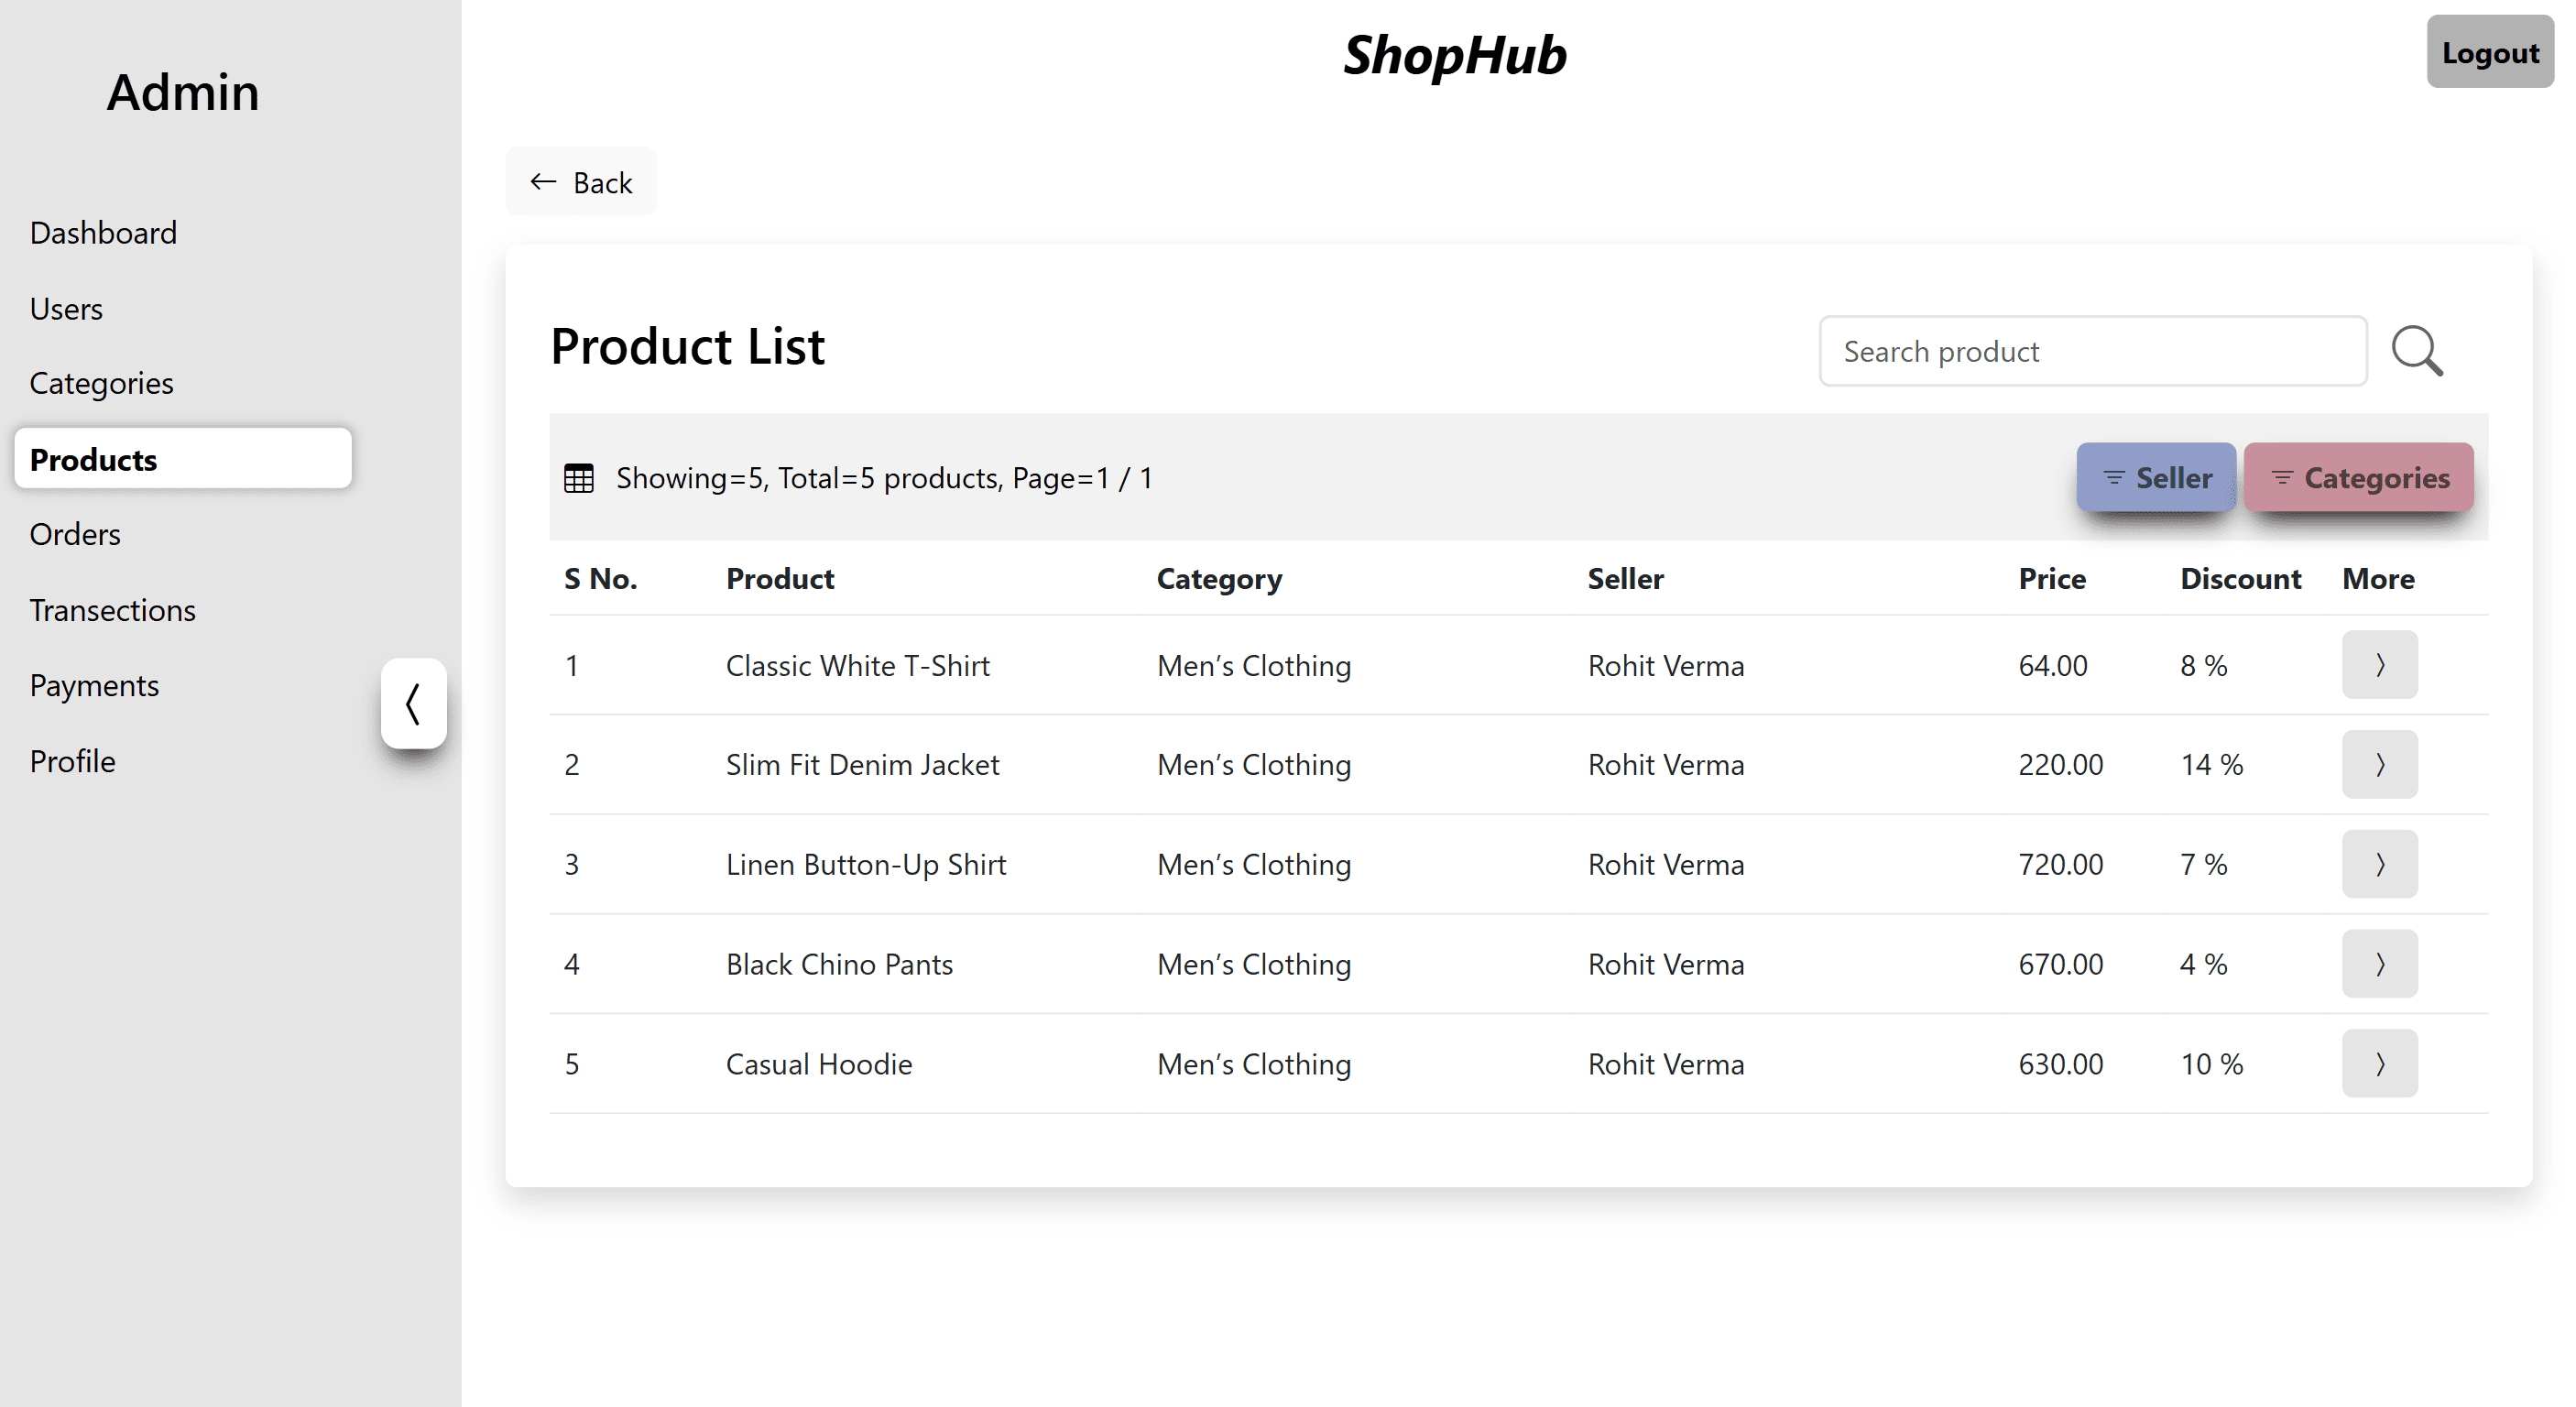 Admin
Dashboard
Users
Categories
Products
Orders
Transections
Payments
Profile
ShopHub
Logout
Back
Product List
Search product
Showing=5, Total=5 products, Page=1 / 1
Seller
Categories
S No. Product Category Seller Price Discount More
1 Classic White T-Shirt Men’s Clothing Rohit Verma 64.00 8 %
2 Slim Fit Denim Jacket Men’s Clothing Rohit Verma 220.00 14 %
3 Linen Button-Up Shirt Men’s Clothing Rohit Verma 720.00 7 %
4 Black Chino Pants Men’s Clothing Rohit Verma 670.00 4 %
5 Casual Hoodie Men’s Clothing Rohit Verma 630.00 10 %